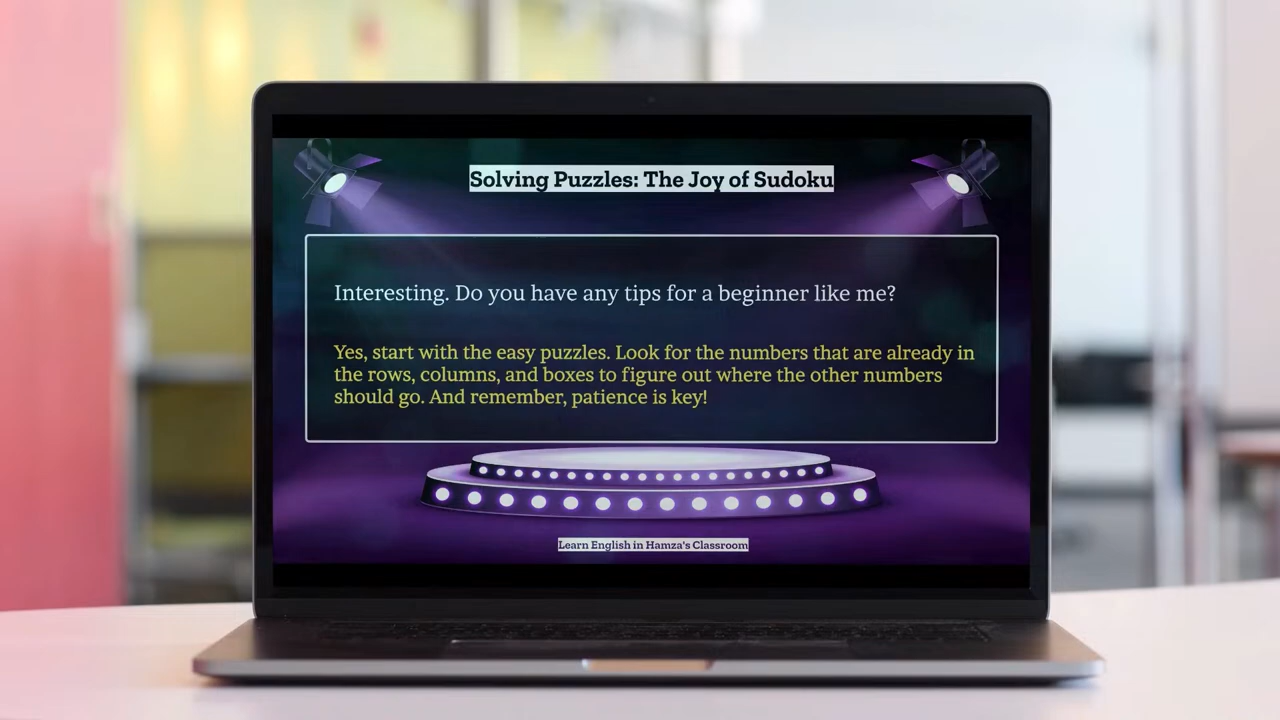 Solving Puzzles: The Joy of Sudoku
Interesting. Do you have any tips for a beginner like me?
Yes, start with the easy puzzles. Look for the numbers that are already in
the rows, columns, and boxes to figure out where the other numbers
should go. And remember, patience is key!
Learn English in Hamza's Classroom